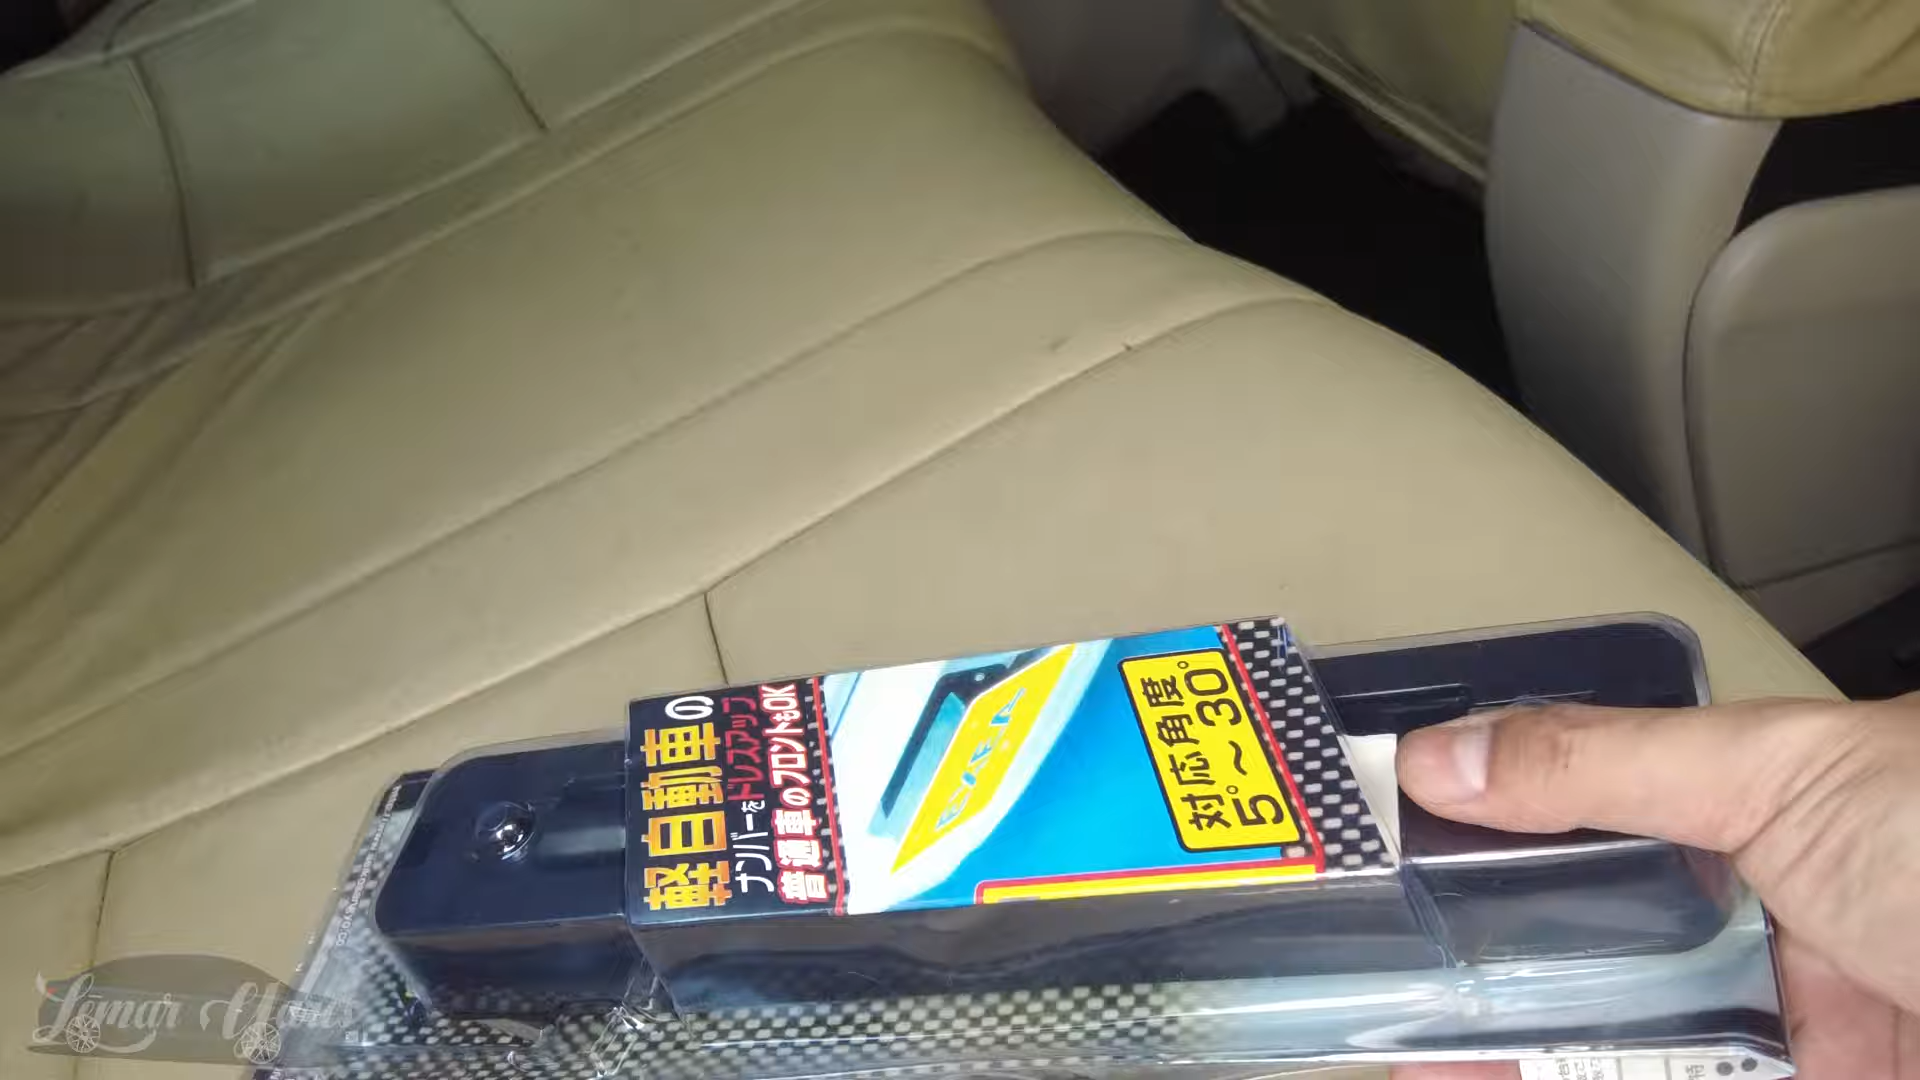 軽自動車の
ナンバーをドレスアップ
普通車のフロントもOK
対応角度
5°～30°
Lemar